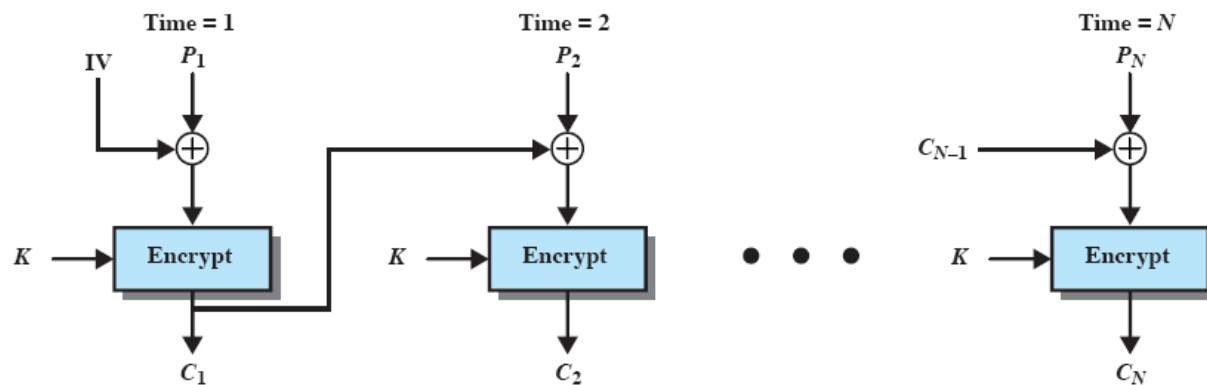 Time = 1
Time = 2
Time = N
IV
P1
P2
PN
CN–1
K
Encrypt
K
Encrypt
K
Encrypt
C1
C2
CN